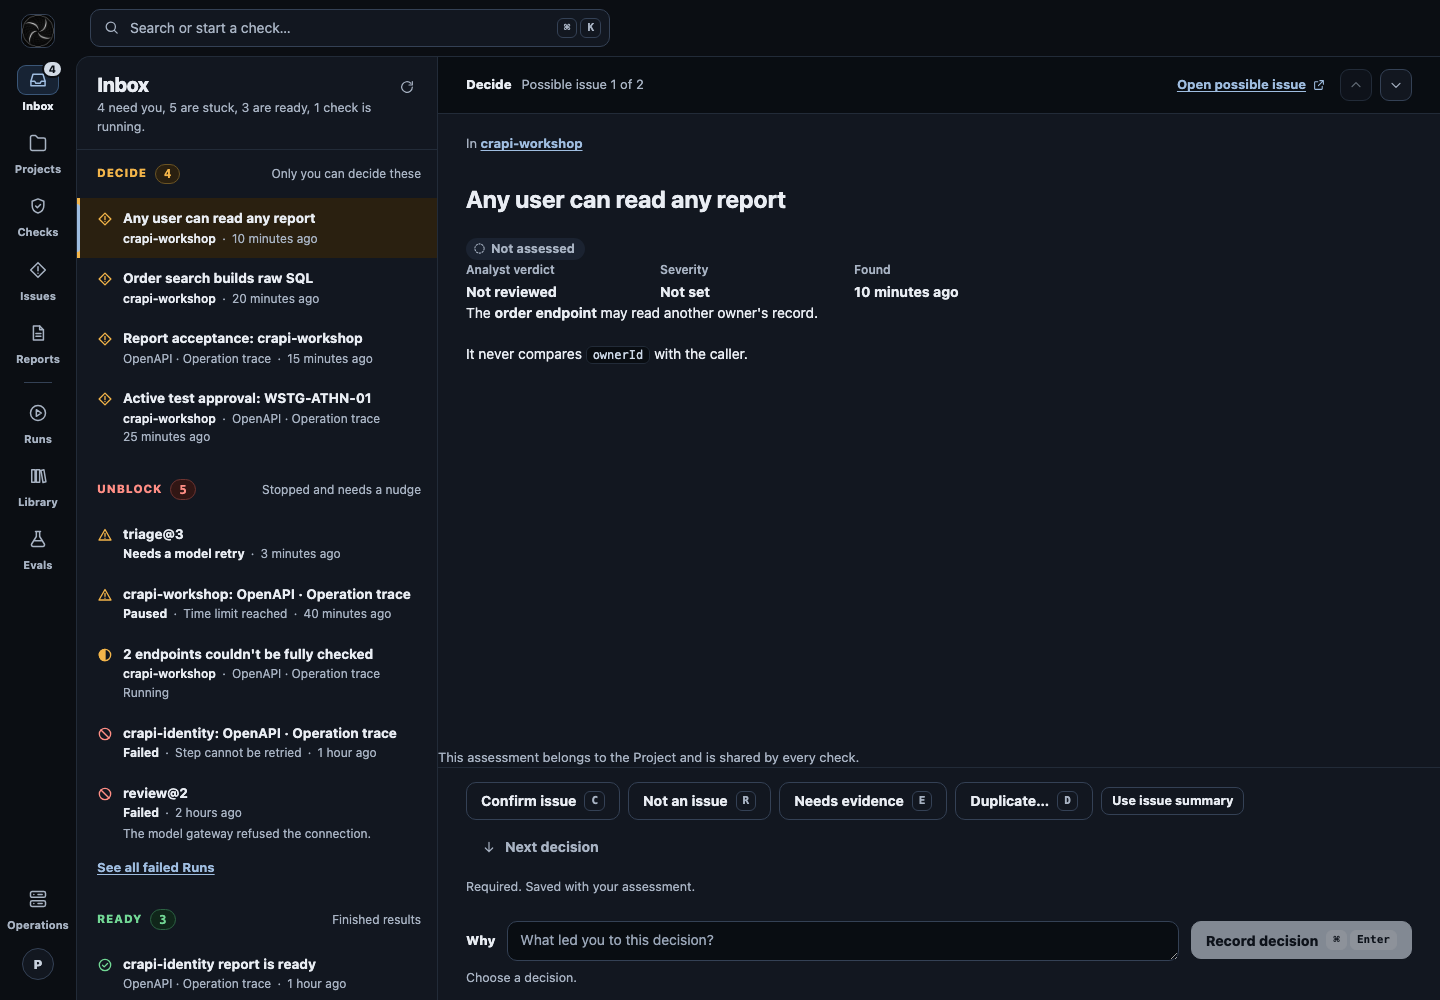 Search or start a check...
⌘ K
4
Inbox
Projects
Checks
Issues
Reports
Runs
Library
Evals
Operations
P
Inbox
4 need you, 5 are stuck, 3 are ready, 1 check is
running.
DECIDE 4 Only you can decide these
Any user can read any report
crapi-workshop · 10 minutes ago
Order search builds raw SQL
crapi-workshop · 20 minutes ago
Report acceptance: crapi-workshop
OpenAPI · Operation trace · 15 minutes ago
Active test approval: WSTG-ATHN-01
crapi-workshop · OpenAPI · Operation trace
25 minutes ago
UNBLOCK 5 Stopped and needs a nudge
triage@3
Needs a model retry · 3 minutes ago
crapi-workshop: OpenAPI · Operation trace
Paused · Time limit reached · 40 minutes ago
2 endpoints couldn't be fully checked
crapi-workshop · OpenAPI · Operation trace
Running
crapi-identity: OpenAPI · Operation trace
Failed · Step cannot be retried · 1 hour ago
review@2
Failed · 2 hours ago
The model gateway refused the connection.
See all failed Runs
READY 3 Finished results
crapi-identity report is ready
OpenAPI · Operation trace · 1 hour ago
Decide Possible issue 1 of 2
Open possible issue
In crapi-workshop
Any user can read any report
Not assessed
Analyst verdict Severity Found
Not reviewed Not set 10 minutes ago
The order endpoint may read another owner's record.
It never compares ownerId with the caller.
This assessment belongs to the Project and is shared by every check.
Confirm issue C Not an issue R Needs evidence E Duplicate... D Use issue summary
↓ Next decision
Required. Saved with your assessment.
Why What led you to this decision? Record decision ⌘ Enter
Choose a decision.